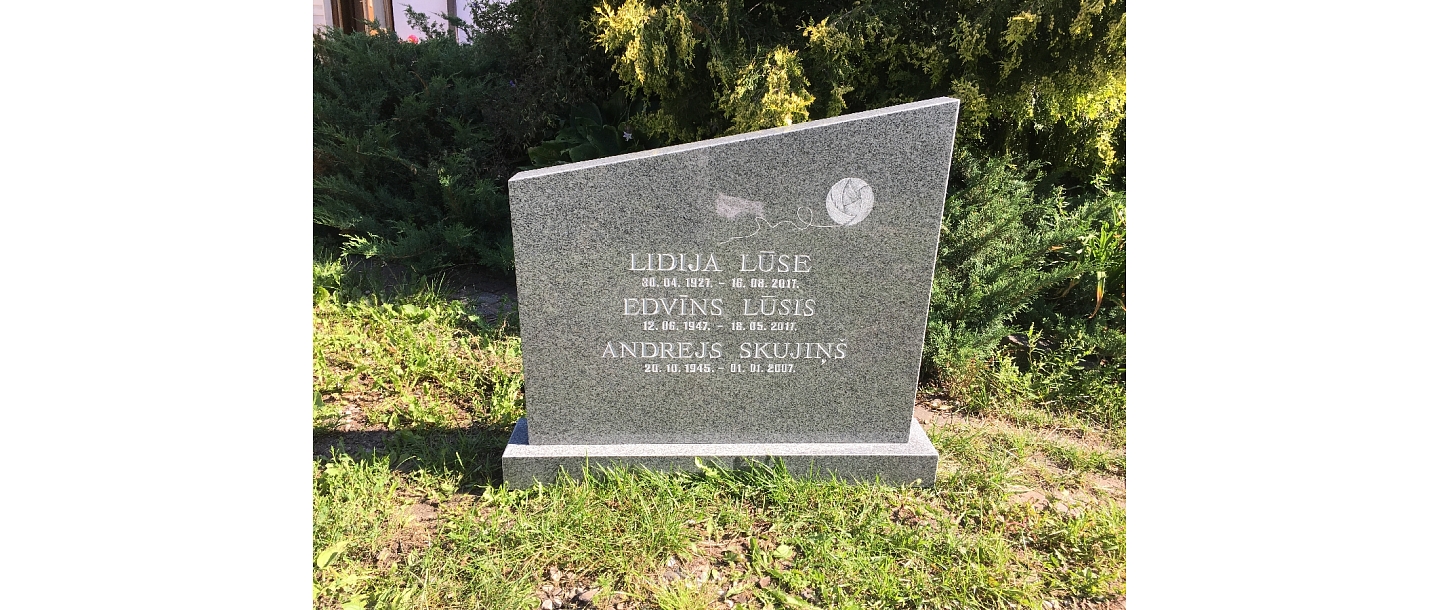 LIDIJA LŪSE
30. 04. 1927. – 16. 08. 2017.
EDVĪNS LŪSIS
12. 06. 1947. – 18. 05. 2017.
ANDREJS SKUJIŅŠ
20. 10. 1945. – 01. 01. 2007.